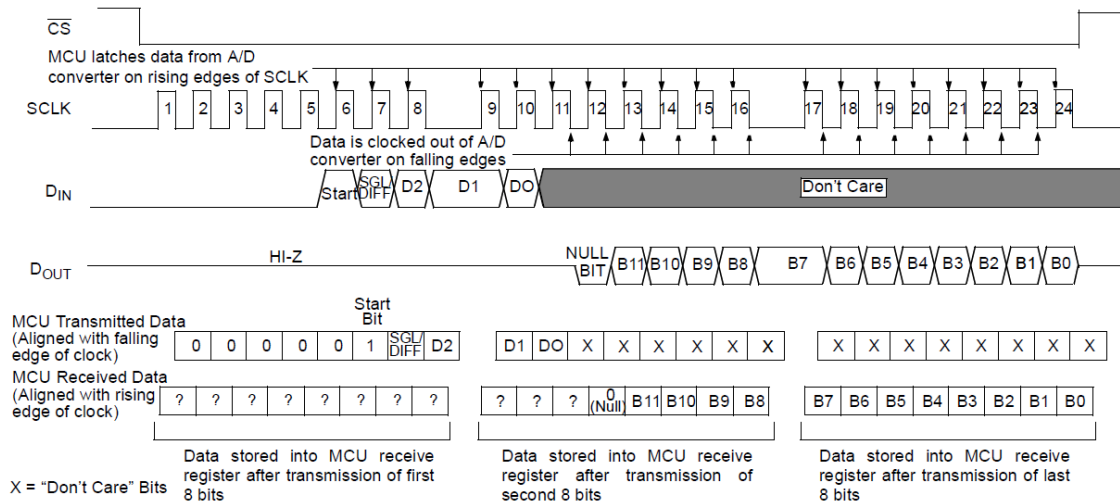 CS
MCU latches data from A/D
converter on rising edges of SCLK
SCLK
1 2 3 4 5 6 7 8 9 10 11 12 13 14 15 16 17 18 19 20 21 22 23 24
Data is clocked out of A/D
converter on falling edges
DIN
Start SGL/DIFF D2 D1 DO Don't Care
HI-Z
DOUT
NULL BIT B11 B10 B9 B8 B7 B6 B5 B4 B3 B2 B1 B0
Start
Bit
MCU Transmitted Data
(Aligned with falling
edge of clock)
0 0 0 0 0 1 SGL/DIFF D2 D1 DO X X X X X X X X X X X X X X
MCU Received Data
(Aligned with rising
edge of clock)
? ? ? ? ? ? ? ? ? ? ? 0 (Null) B11 B10 B9 B8 B7 B6 B5 B4 B3 B2 B1 B0
Data stored into MCU receive
register after transmission of first
8 bits
Data stored into MCU receive
register after transmission of
second 8 bits
Data stored into MCU receive
register after transmission of last
8 bits
X = “Don't Care” Bits